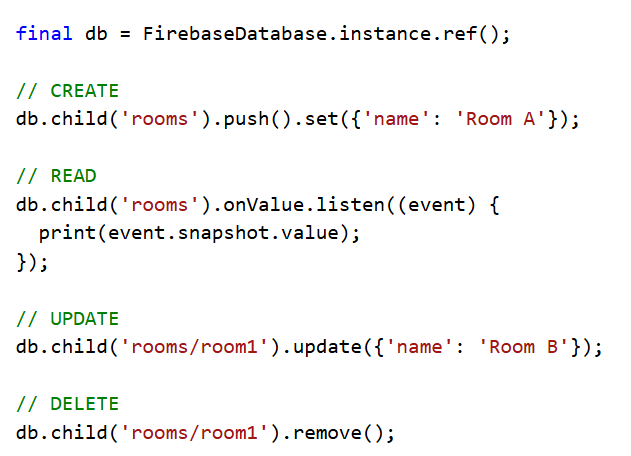 final db = FirebaseDatabase.instance.ref();
// CREATE
db.child('rooms').push().set({'name': 'Room A'});
// READ
db.child('rooms').onValue.listen((event) {
  print(event.snapshot.value);
});
// UPDATE
db.child('rooms/room1').update({'name': 'Room B'});
// DELETE
db.child('rooms/room1').remove();